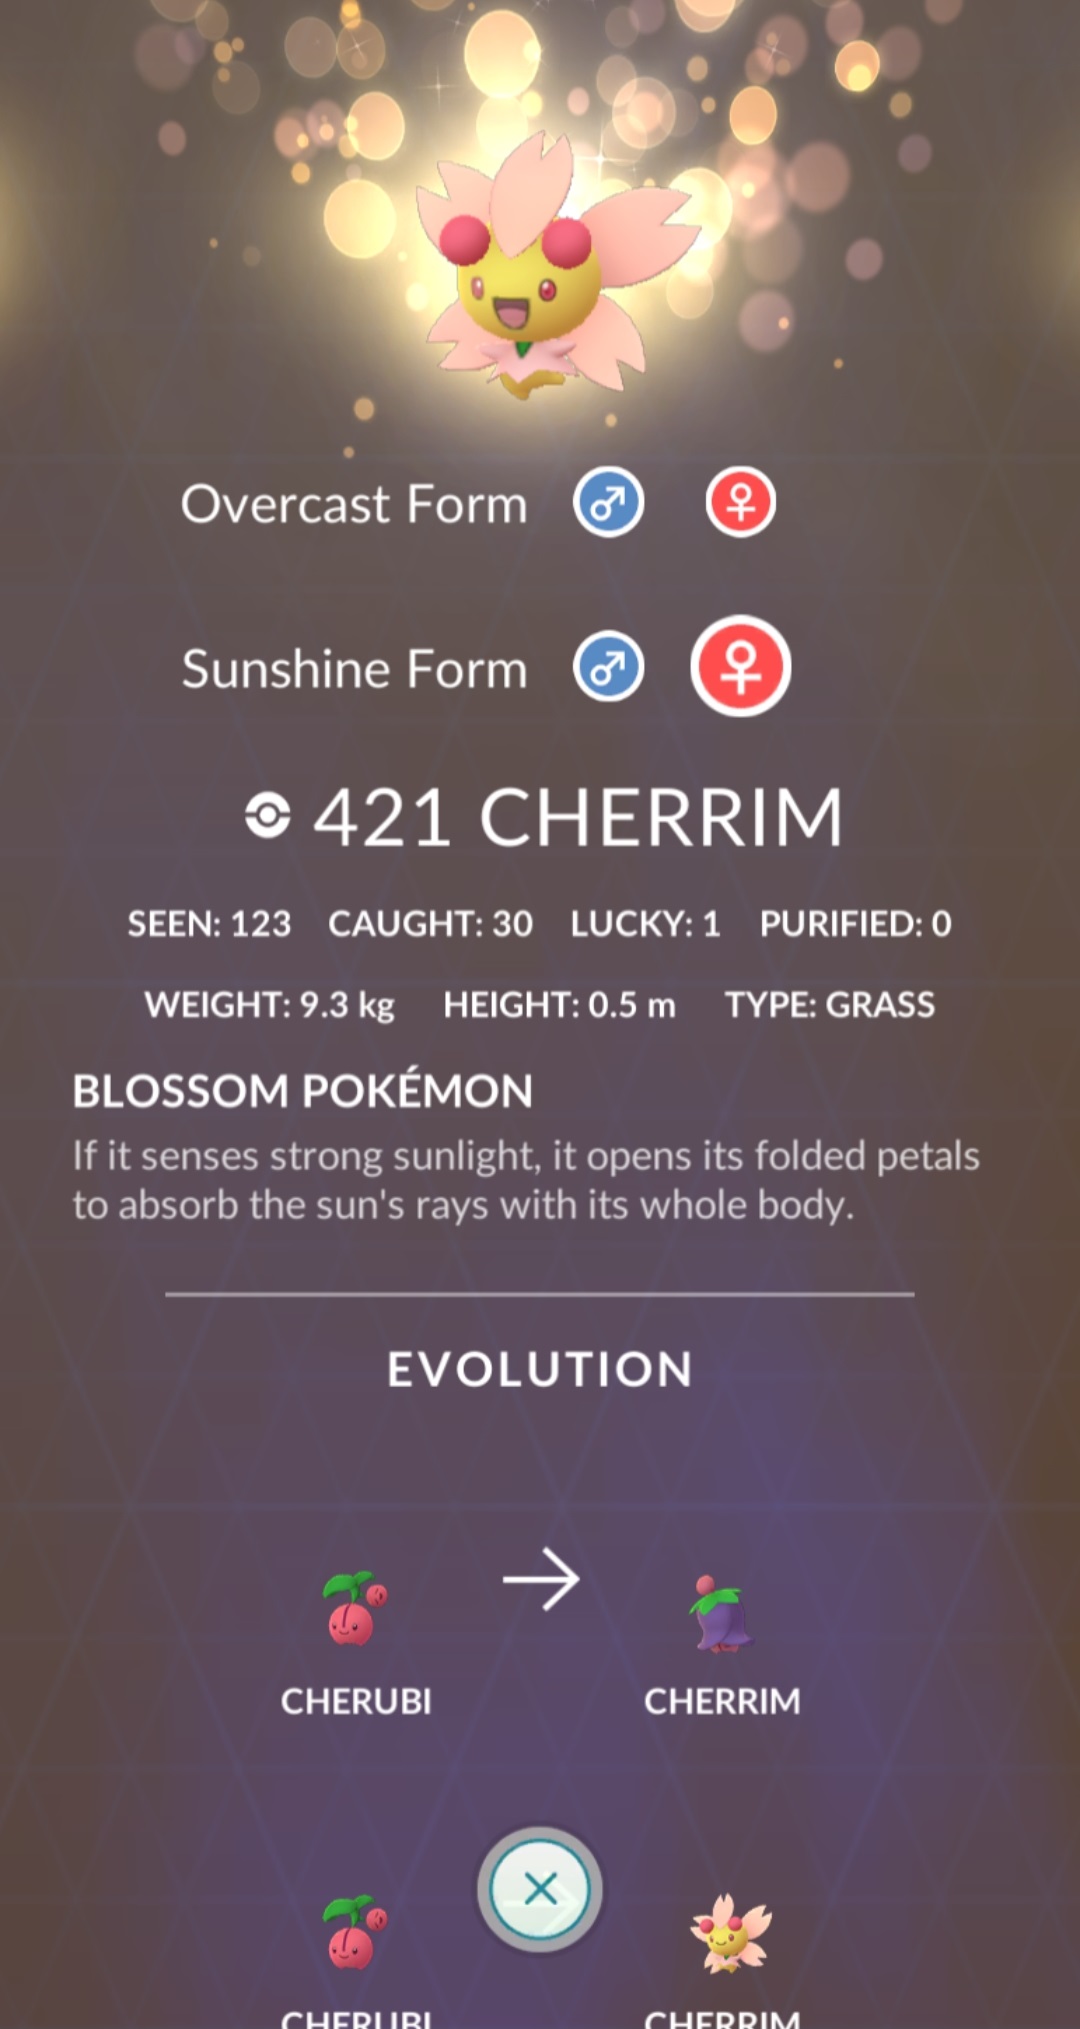 Overcast Form
Sunshine Form
421 CHERRIM
SEEN: 123 CAUGHT: 30 LUCKY: 1 PURIFIED: 0
WEIGHT: 9.3 kg HEIGHT: 0.5 m TYPE: GRASS
BLOSSOM POKÉMON
If it senses strong sunlight, it opens its folded petals
to absorb the sun's rays with its whole body.
EVOLUTION
CHERUBI CHERRIM
CHERUBI CHERRIM